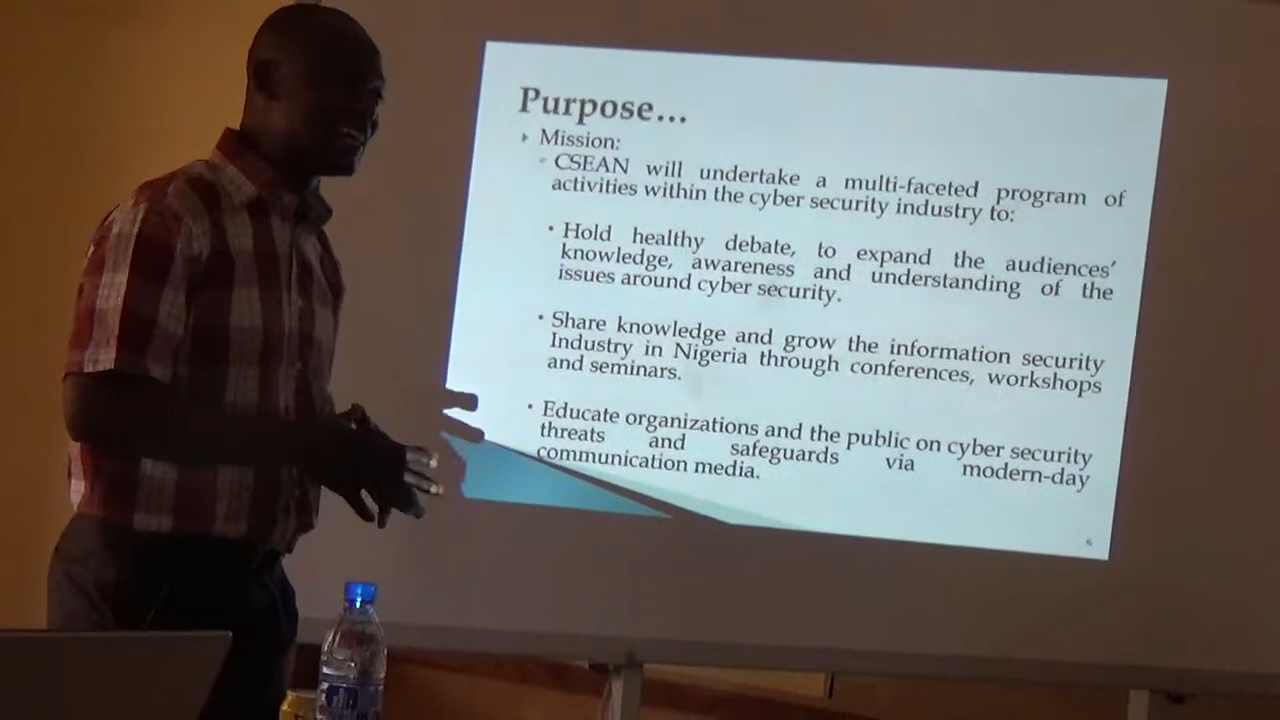 Purpose...
Mission:
CSEAN will undertake a multi-faceted program of
activities within the cyber security industry to:
Hold healthy debate, to expand the audiences'
knowledge, awareness and understanding of the
issues around cyber security.
Share knowledge and grow the information security
Industry in Nigeria through conferences, workshops
and seminars.
Educate organizations and the public on cyber security
threats and safeguards via modern-day
communication media.
6